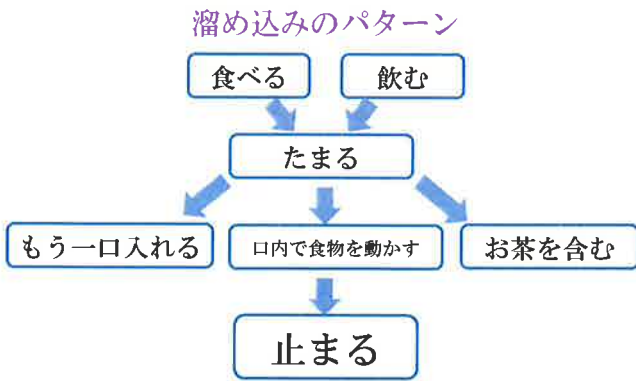 溜め込みのパターン
食べる
飲む
たまる
もう一口入れる
口内で食物を動かす
お茶を含む
止まる